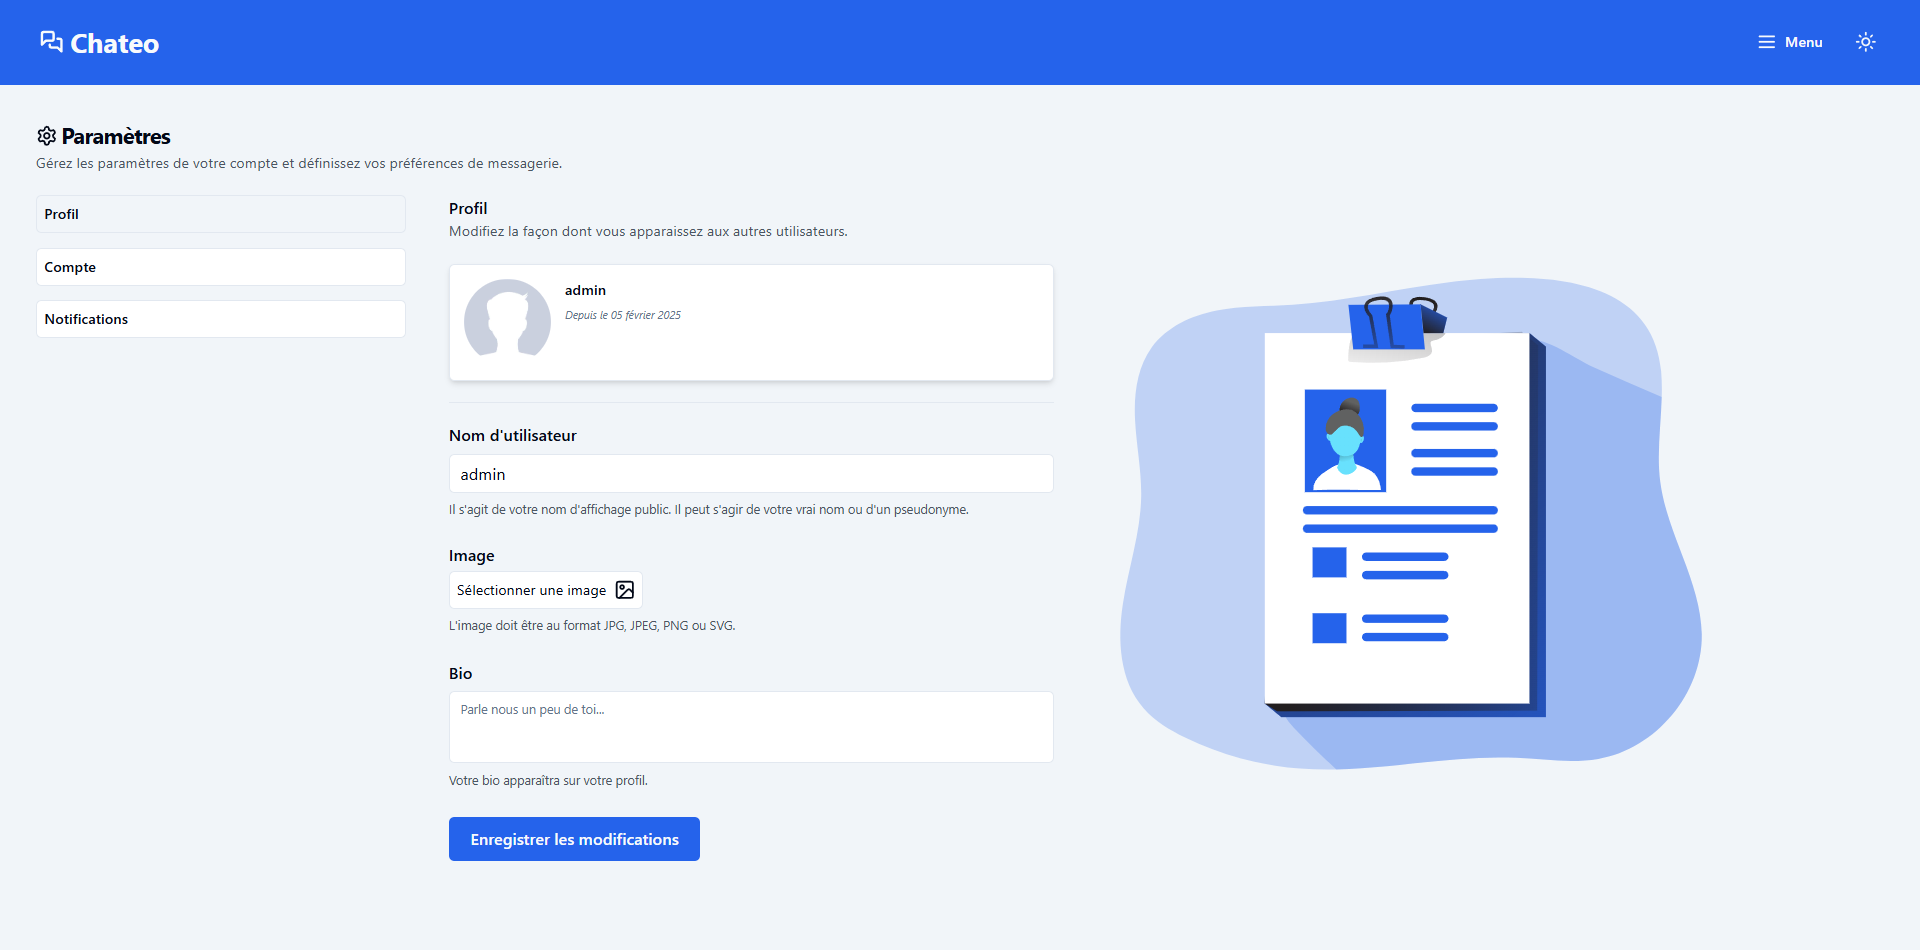 Chateo
Menu
Paramètres
Gérez les paramètres de votre compte et définissez vos préférences de messagerie.
Profil
Compte
Notifications
Profil
Modifiez la façon dont vous apparaissez aux autres utilisateurs.
admin
Depuis le 05 février 2025
Nom d'utilisateur
admin
Il s'agit de votre nom d'affichage public. Il peut s'agir de votre vrai nom ou d'un pseudonyme.
Image
Sélectionner une image
L'image doit être au format JPG, JPEG, PNG ou SVG.
Bio
Parle nous un peu de toi...
Votre bio apparaîtra sur votre profil.
Enregistrer les modifications